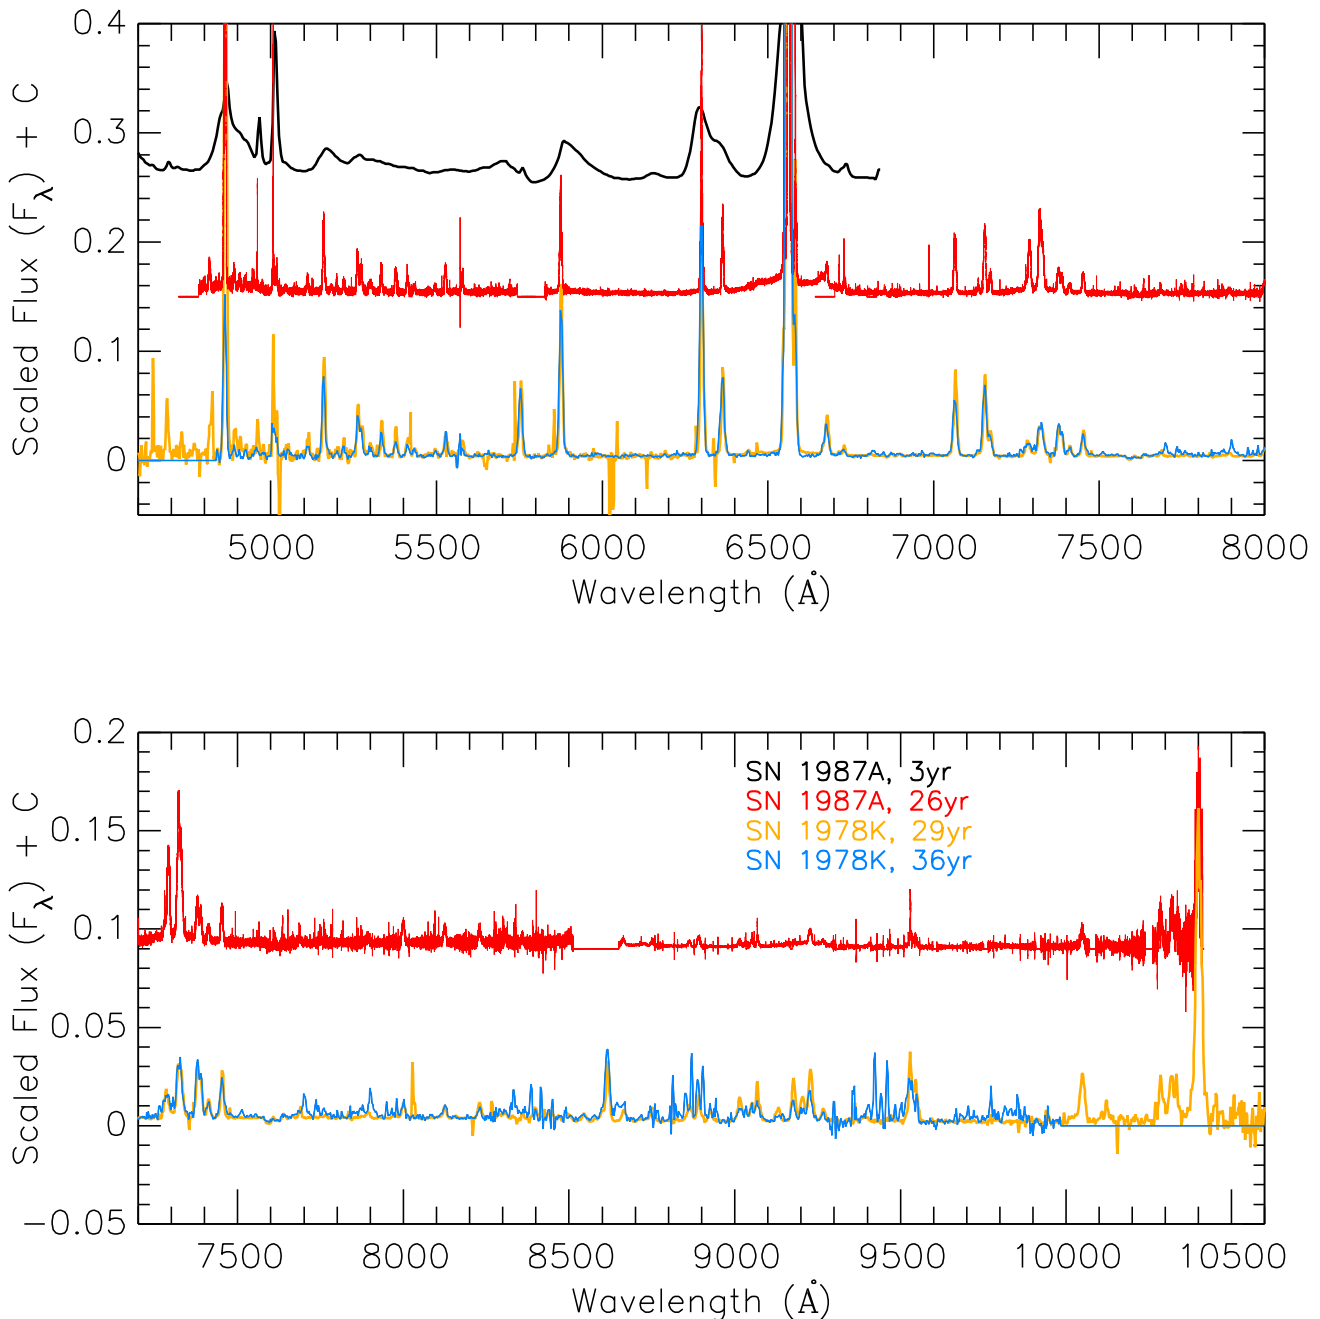 0.4
0.3
0.2
0.1
0
Scaled Flux (Fλ) + C
5000 5500 6000 6500 7000 7500 8000
Wavelength (Å)
0.2
0.15
0.1
0.05
0
−0.05
Scaled Flux (Fλ) + C
SN 1987A, 3yr
SN 1987A, 26yr
SN 1978K, 29yr
SN 1978K, 36yr
7500 8000 8500 9000 9500 10000 10500
Wavelength (Å)